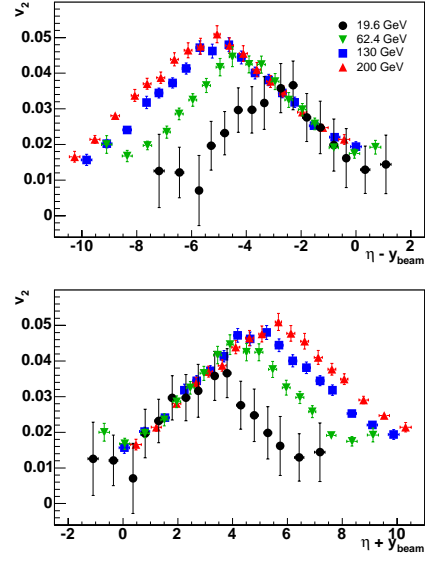 v2
0.05
0.04
0.03
0.02
0.01
0
19.6 GeV
62.4 GeV
130 GeV
200 GeV
-10 -8 -6 -4 -2 0 2
η - ybeam
v2
0.05
0.04
0.03
0.02
0.01
0
-2 0 2 4 6 8 10
η + ybeam